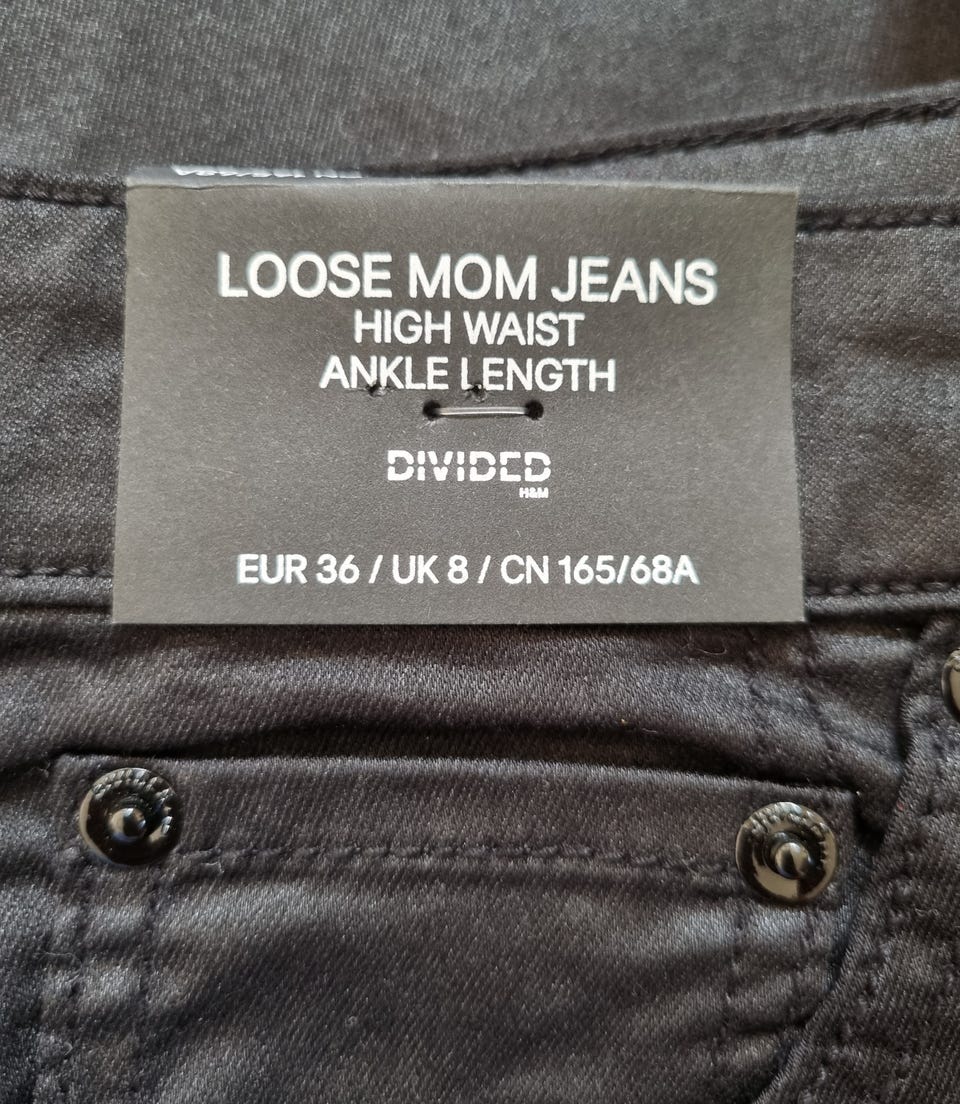 LOOSE MOM JEANS
HIGH WAIST
ANKLE LENGTH
DIVIDED
H&M
EUR 36 / UK 8 / CN 165/68A